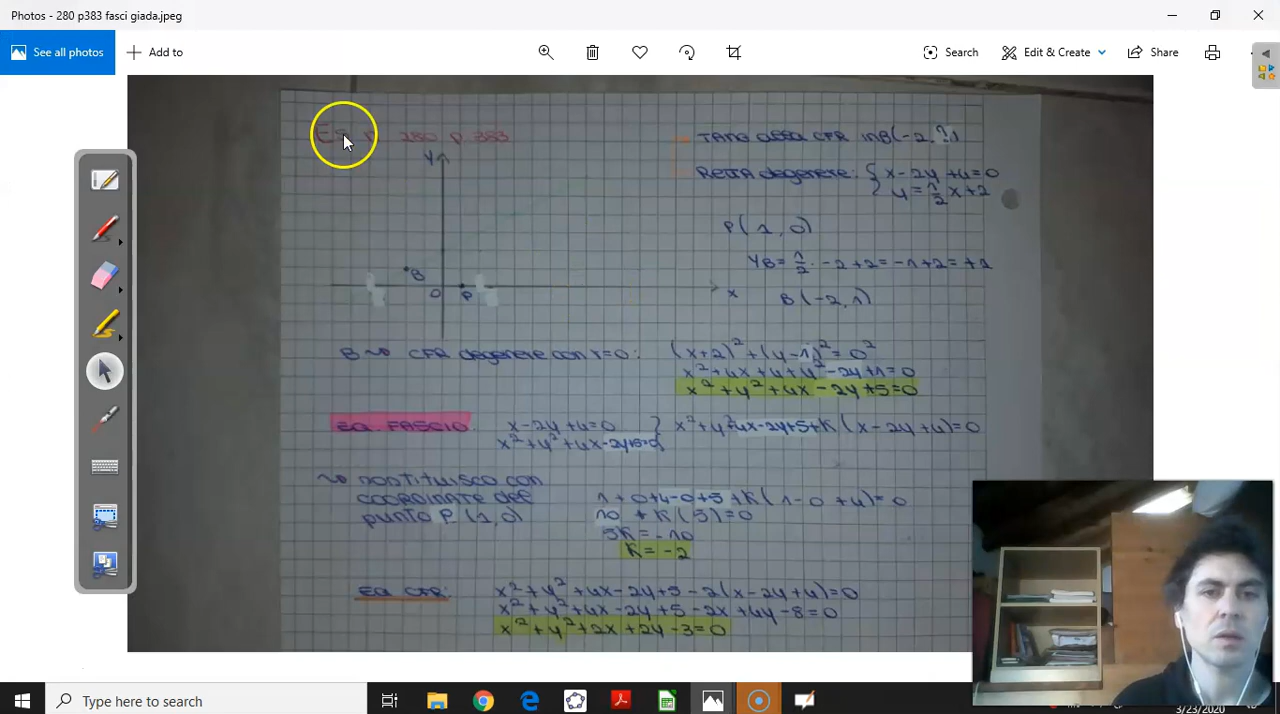 Photos - 280 p383 fasci giada.jpeg
See all photos
Add to
Search
Edit & Create
Share
Es n 280 p 383
TANG alla CFR in B(-2, ?)
RETTA degenere: { x-2y+4=0
y = 1/2 x+2
P(1, 0)
YB = 1/2 · -2+2 = -1+2 = +1
B(-2, 1)
y
B
O
P
x
B ~> CFR degenere con r=0:
(x+2)² + (y-1)² = 0²
x²+4x+4+y²-2y+1=0
x²+y²+4x-2y+5=0
EQ. FASCIO:
x-2y+4=0
x²+y²+4x-2y+5=0
} x²+y²+4x-2y+5+K(x-2y+4)=0
~> sostituisco con
coordinate del
punto P (1, 0)
1+0+4-0+5+K(1-0+4)=0
10 + K(5)=0
5K=-10
K=-2
EQ CFR:
x²+y²+4x-2y+5-2(x-2y+4)=0
x²+y²+4x-2y+5-2x+4y-8=0
x²+y²+2x+2y-3=0
Type here to search
3/23/2020